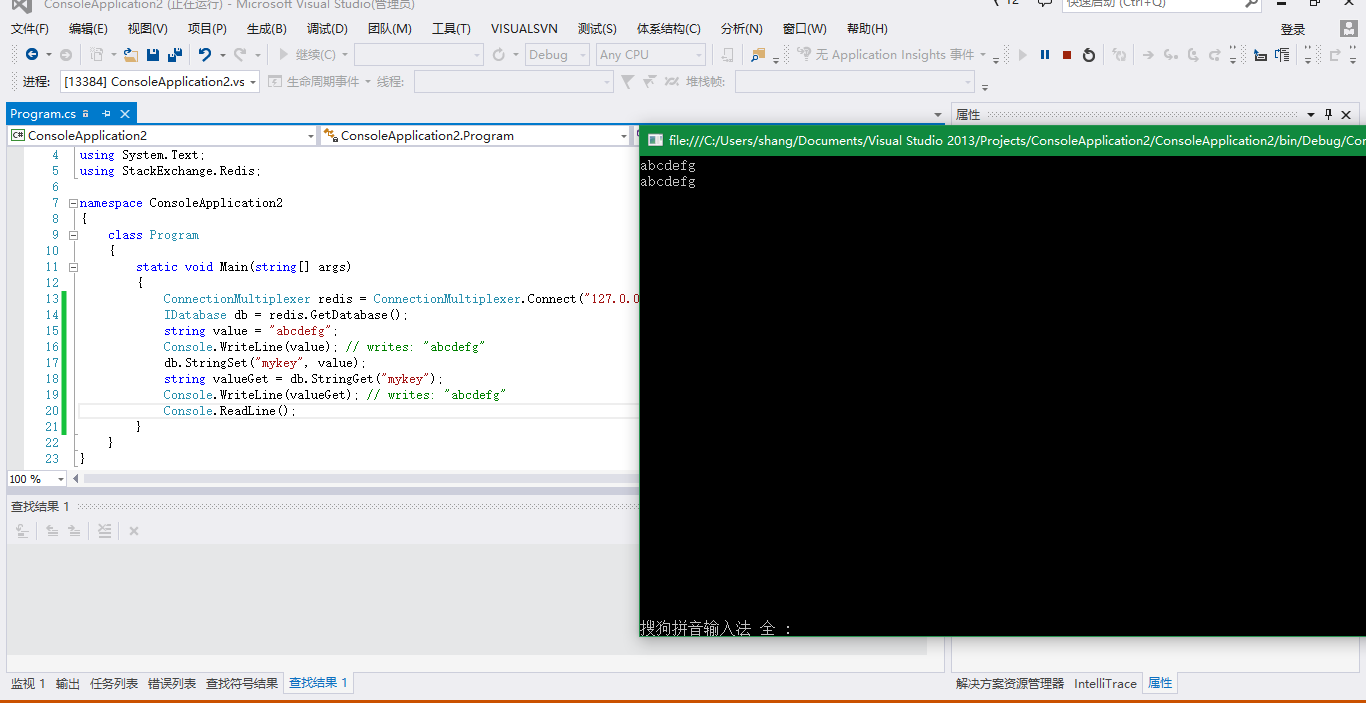 ConsoleApplication2 (正在运行) - Microsoft Visual Studio(管理员)
12
快速启动 (Ctrl+Q)
文件(F) 编辑(E) 视图(V) 项目(P) 生成(B) 调试(D) 团队(M) 工具(T) VISUALSVN 测试(S) 体系结构(C) 分析(N) 窗口(W) 帮助(H) 登录
继续(C) Debug Any CPU 无 Application Insights 事件
进程: [13384] ConsoleApplication2.vs 生命周期事件 线程: 堆栈帧:
Program.cs
属性
ConsoleApplication2 ConsoleApplication2.Program
file:///C:/Users/shang/Documents/Visual Studio 2013/Projects/ConsoleApplication2/ConsoleApplication2/bin/Debug/Con
4 using System.Text;
5 using StackExchange.Redis;
6
7 namespace ConsoleApplication2
8 {
9 class Program
10 {
11 static void Main(string[] args)
12 {
13 ConnectionMultiplexer redis = ConnectionMultiplexer.Connect("127.0.0
14 IDatabase db = redis.GetDatabase();
15 string value = "abcdefg";
16 Console.WriteLine(value); // writes: "abcdefg"
17 db.StringSet("mykey", value);
18 string valueGet = db.StringGet("mykey");
19 Console.WriteLine(valueGet); // writes: "abcdefg"
20 Console.ReadLine();
21 }
22 }
23 }
abcdefg
abcdefg
搜狗拼音输入法 全 :
100 %
查找结果 1
监视 1 输出 任务列表 错误列表 查找符号结果 查找结果 1
解决方案资源管理器 IntelliTrace 属性